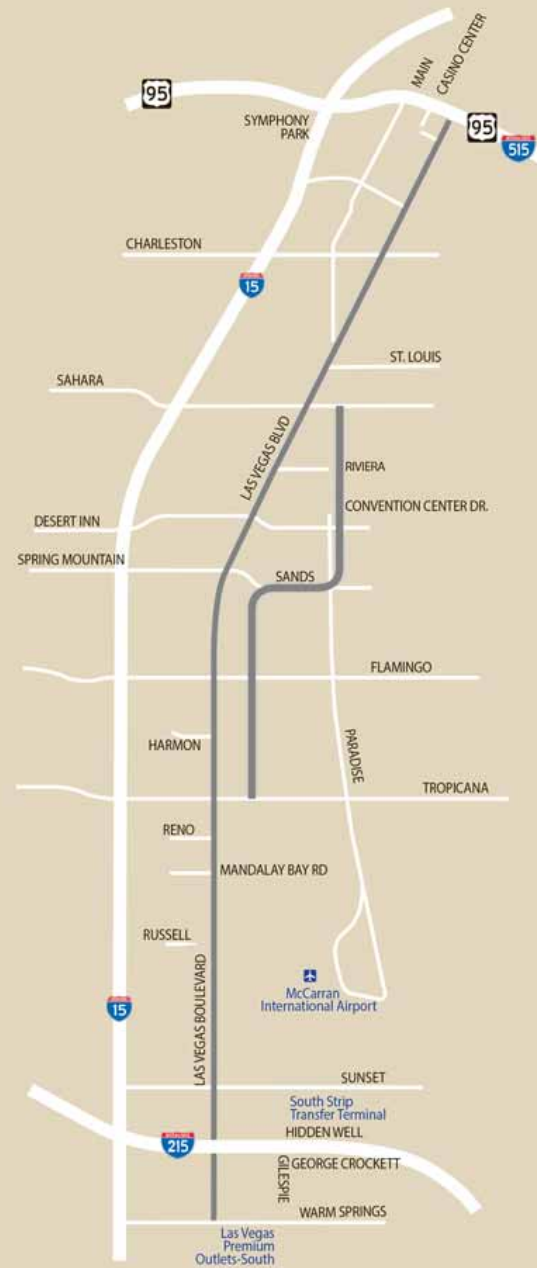 95
MAIN
CASINO CENTER
SYMPHONY
PARK
95
515
CHARLESTON
15
ST. LOUIS
SAHARA
LAS VEGAS BLVD
RIVIERA
CONVENTION CENTER DR.
DESERT INN
SPRING MOUNTAIN
SANDS
FLAMINGO
HARMON
PARADISE
TROPICANA
RENO
MANDALAY BAY RD
RUSSELL
LAS VEGAS BOULEVARD
McCarran
International Airport
15
SUNSET
South Strip
Transfer Terminal
HIDDEN WELL
215
GILESPIE
GEORGE CROCKETT
WARM SPRINGS
Las Vegas
Premium
Outlets-South